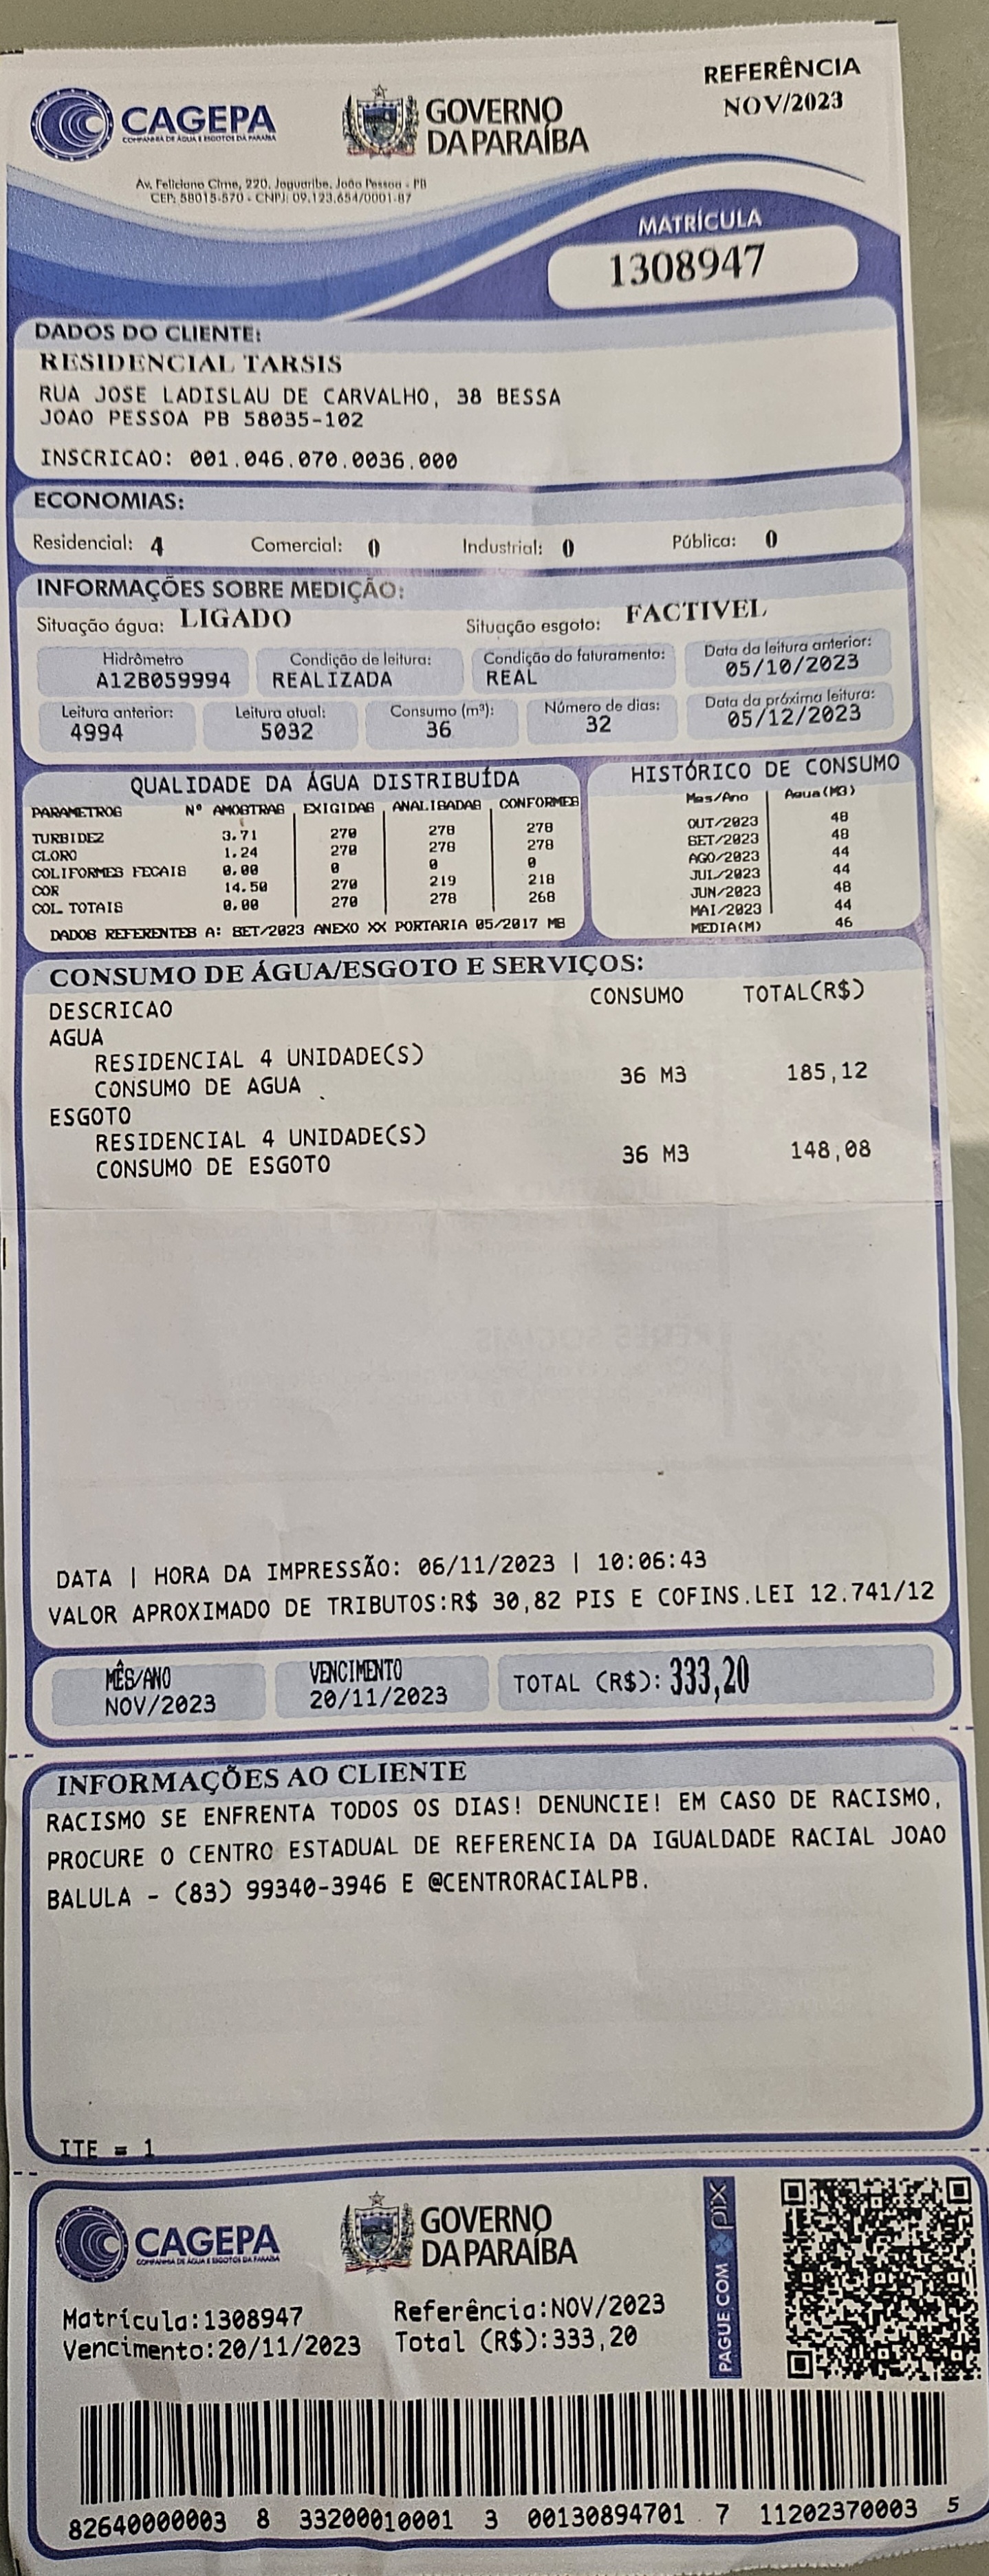 REFERÊNCIA
NOV/2023
CAGEPA
COMPANHIA DE ÁGUA E ESGOTOS DA PARAÍBA
GOVERNO
DA PARAÍBA
Av. Feliciano Cirne, 220, Jaguaribe, João Pessoa - PB
CEP: 58015-570 - CNPJ: 09.123.654/0001-87
MATRÍCULA
1308947
DADOS DO CLIENTE:
RESIDENCIAL TARSIS
RUA JOSE LADISLAU DE CARVALHO, 38 BESSA
JOAO PESSOA PB 58035-102
INSCRICAO: 001.046.070.0036.000
ECONOMIAS:
Residencial: 4 Comercial: 0 Industrial: 0 Pública: 0
INFORMAÇÕES SOBRE MEDIÇÃO:
Situação água: LIGADO Situação esgoto: FACTIVEL
Hidrômetro Condição de leitura: Condição do faturamento: Data da leitura anterior:
A12B059994 REALIZADA REAL 05/10/2023
Leitura anterior: Leitura atual: Consumo (m³): Número de dias: Data da próxima leitura:
4994 5032 36 32 05/12/2023
QUALIDADE DA ÁGUA DISTRIBUÍDA
PARAMETROS Nº AMOSTRAS EXIGIDAS ANALISADAS CONFORMES
TURBIDEZ 3.71 270 278 278
CLORO 1.24 270 278 278
COLIFORMES FECAIS 0.00 0 0 0
COR 14.50 270 219 218
COL. TOTAIS 0.00 270 278 268
DADOS REFERENTES A: SET/2023 ANEXO XX PORTARIA 05/2017 MS
HISTÓRICO DE CONSUMO
Mes/Ano Agua(M3)
OUT/2023 48
SET/2023 48
AGO/2023 44
JUL/2023 44
JUN/2023 48
MAI/2023 44
MEDIA(M) 46
CONSUMO DE ÁGUA/ESGOTO E SERVIÇOS:
DESCRICAO CONSUMO TOTAL(R$)
AGUA
RESIDENCIAL 4 UNIDADE(S)
CONSUMO DE AGUA 36 M3 185,12
ESGOTO
RESIDENCIAL 4 UNIDADE(S)
CONSUMO DE ESGOTO 36 M3 148,08
DATA | HORA DA IMPRESSÃO: 06/11/2023 | 10:06:43
VALOR APROXIMADO DE TRIBUTOS:R$ 30,82 PIS E COFINS.LEI 12.741/12
MÊS/ANO VENCIMENTO TOTAL (R$): 333,20
NOV/2023 20/11/2023
INFORMAÇÕES AO CLIENTE
RACISMO SE ENFRENTA TODOS OS DIAS! DENUNCIE! EM CASO DE RACISMO,
PROCURE O CENTRO ESTADUAL DE REFERENCIA DA IGUALDADE RACIAL JOAO
BALULA - (83) 99340-3946 E @CENTRORACIALPB.
ITE = 1
CAGEPA
COMPANHIA DE ÁGUA E ESGOTOS DA PARAÍBA
GOVERNO
DA PARAÍBA
PAGUE COM pix
Matrícula:1308947 Referência:NOV/2023
Vencimento:20/11/2023 Total (R$):333,20
82640000003 8 33200010001 3 00130894701 7 11202370003 5